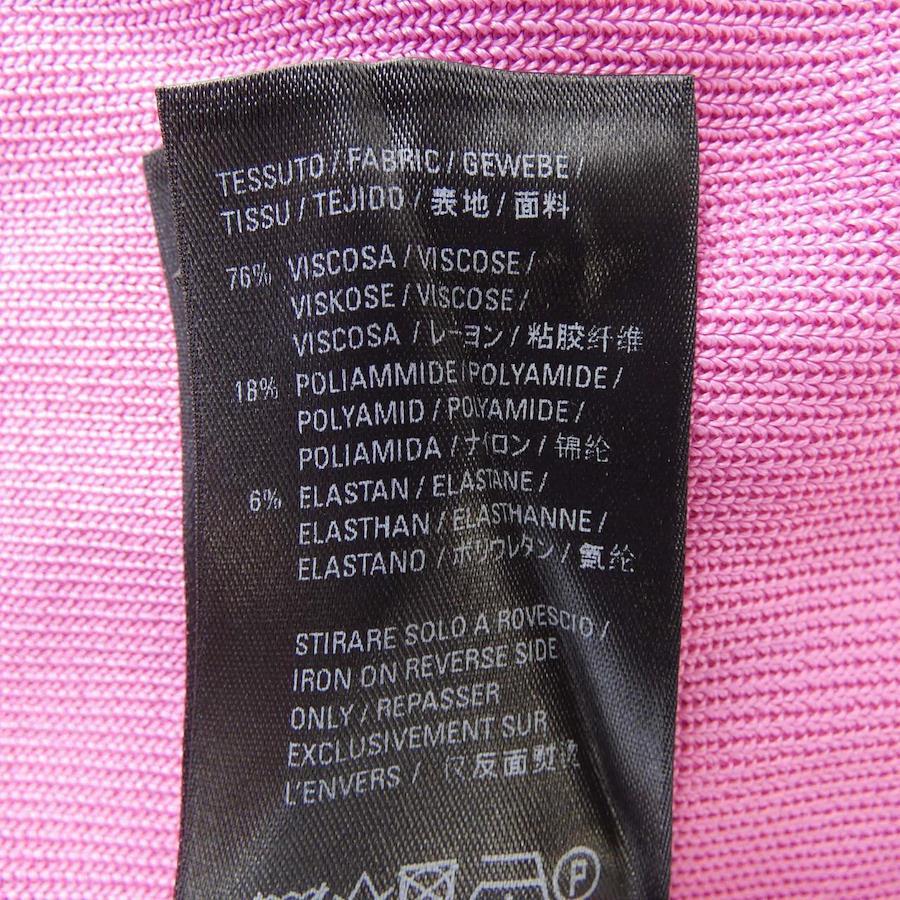 TESSUTO / FABRIC / GEWEBE /
TISSU / TEJIDO / 表地 / 面料
76% VISCOSA / VISCOSE /
VISKOSE / VISCOSE /
VISCOSA / レーヨン / 粘胶纤维
18% POLIAMMIDE / POLYAMIDE /
POLYAMID / POLYAMIDE /
POLIAMIDA / ナイロン / 锦纶
6% ELASTAN / ELASTANE /
ELASTHAN / ELASTHANNE /
ELASTANO / ポリウレタン / 氨纶
STIRARE SOLO A ROVESCIO /
IRON ON REVERSE SIDE
ONLY / REPASSER
EXCLUSIVEMENT SUR
L'ENVERS / 仅反面熨烫
P